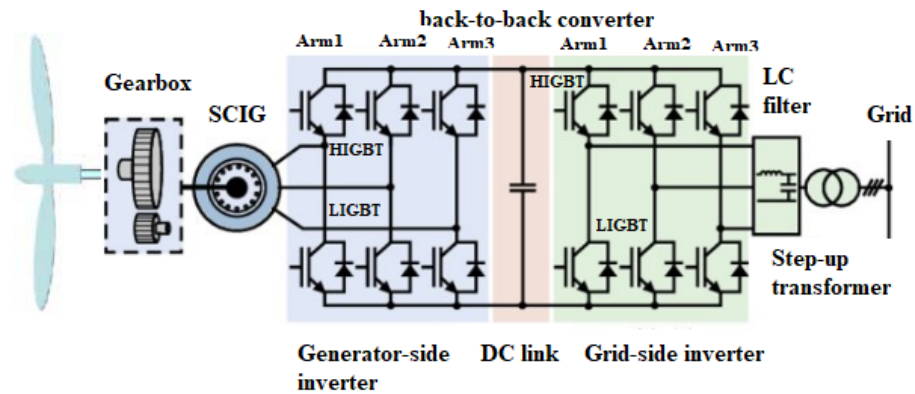 back-to-back converter
Arm1 Arm2 Arm3 Arm1 Arm2 Arm3
Gearbox
SCIG
HIGBT
LC
filter
Grid
HIGBT
LIGBT
LIGBT
Step-up
transformer
Generator-side
inverter
DC link
Grid-side inverter